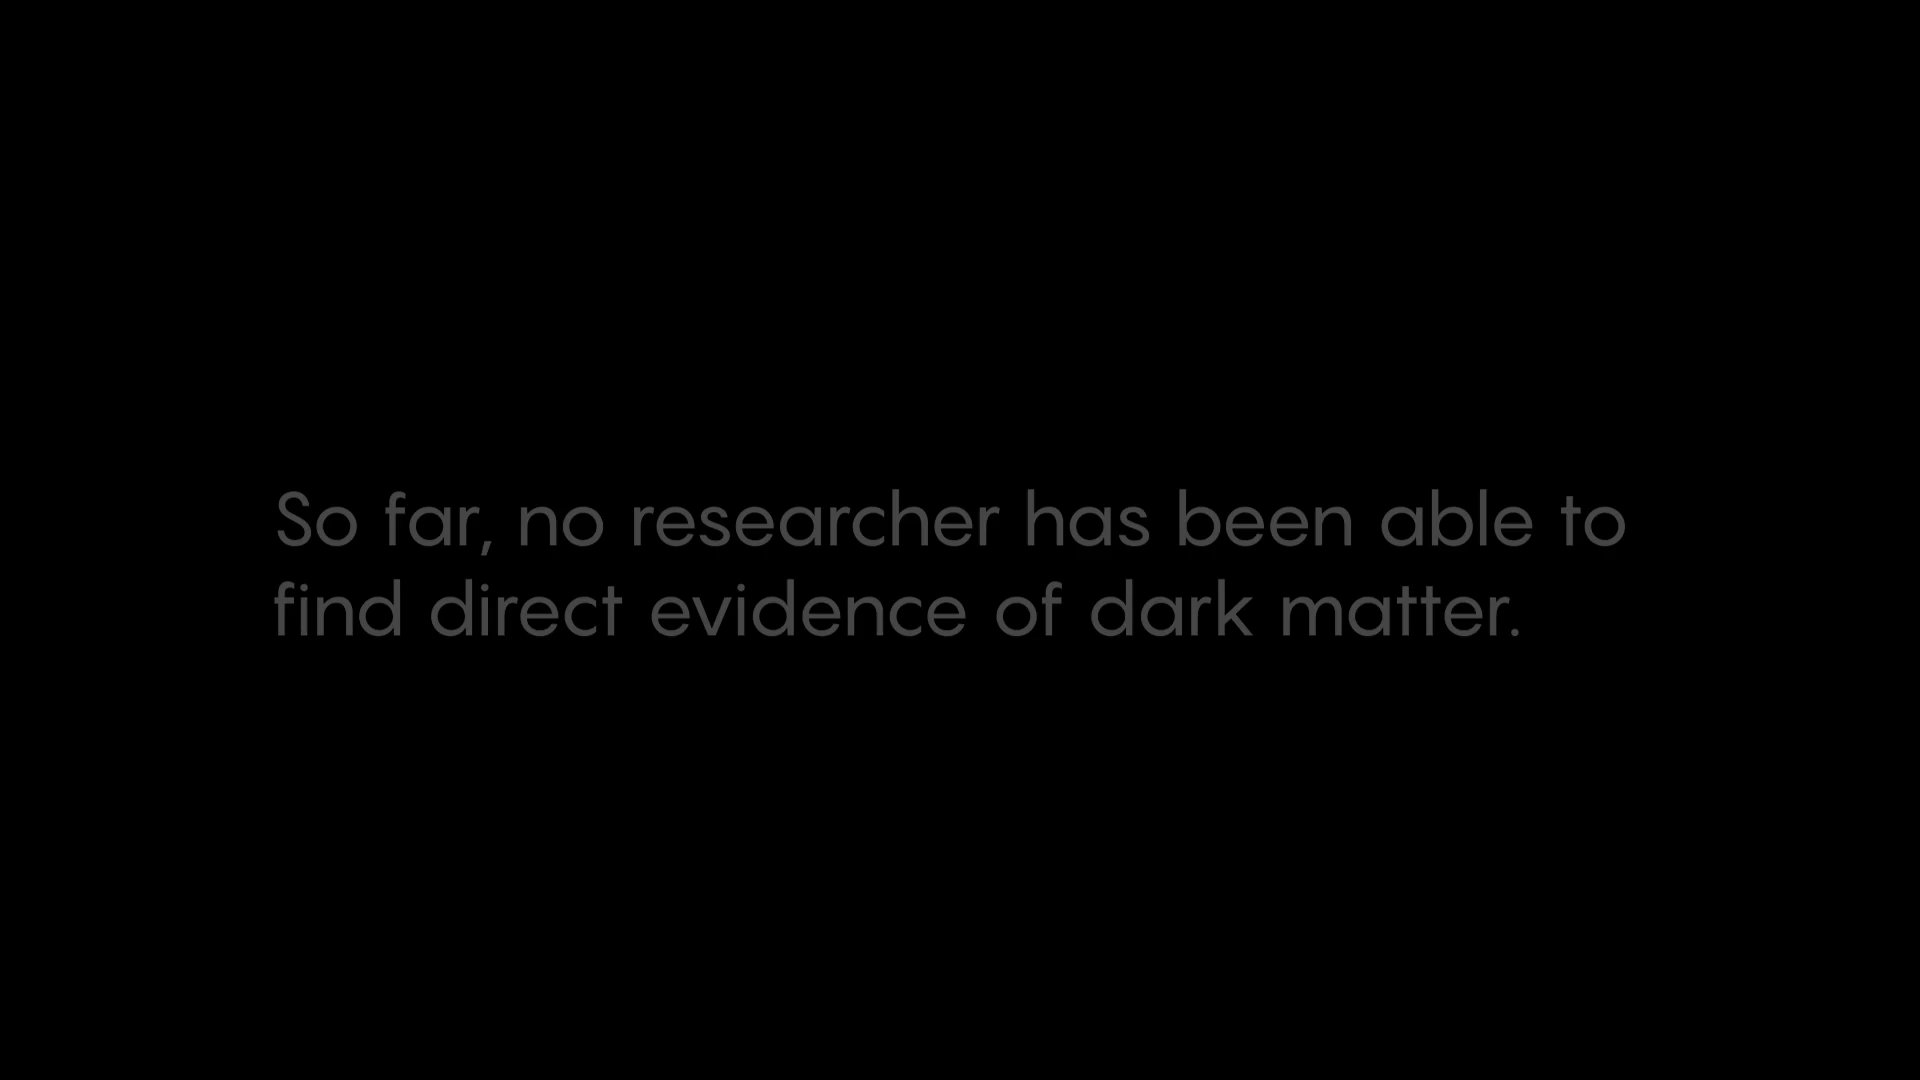 So far, no researcher has been able to
find direct evidence of dark matter.